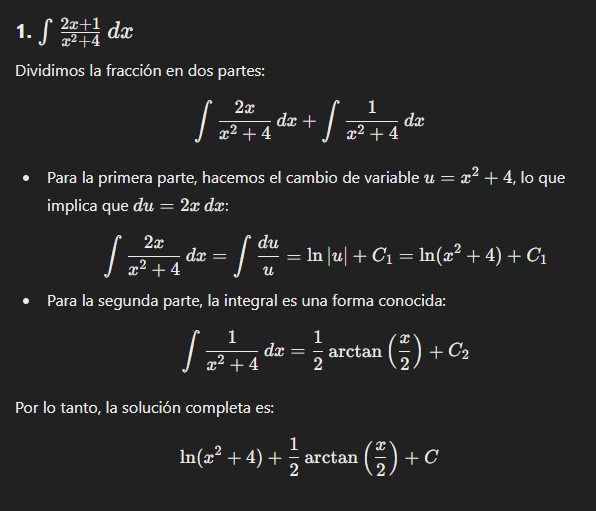 1. ∫ (2x+1)/(x²+4) dx
Dividimos la fracción en dos partes:
∫ 2x/(x² + 4) dx + ∫ 1/(x² + 4) dx
• Para la primera parte, hacemos el cambio de variable u = x² + 4, lo que
implica que du = 2x dx:
∫ 2x/(x² + 4) dx = ∫ du/u = ln |u| + C₁ = ln(x² + 4) + C₁
• Para la segunda parte, la integral es una forma conocida:
∫ 1/(x² + 4) dx = 1/2 arctan (x/2) + C₂
Por lo tanto, la solución completa es:
ln(x² + 4) + 1/2 arctan (x/2) + C